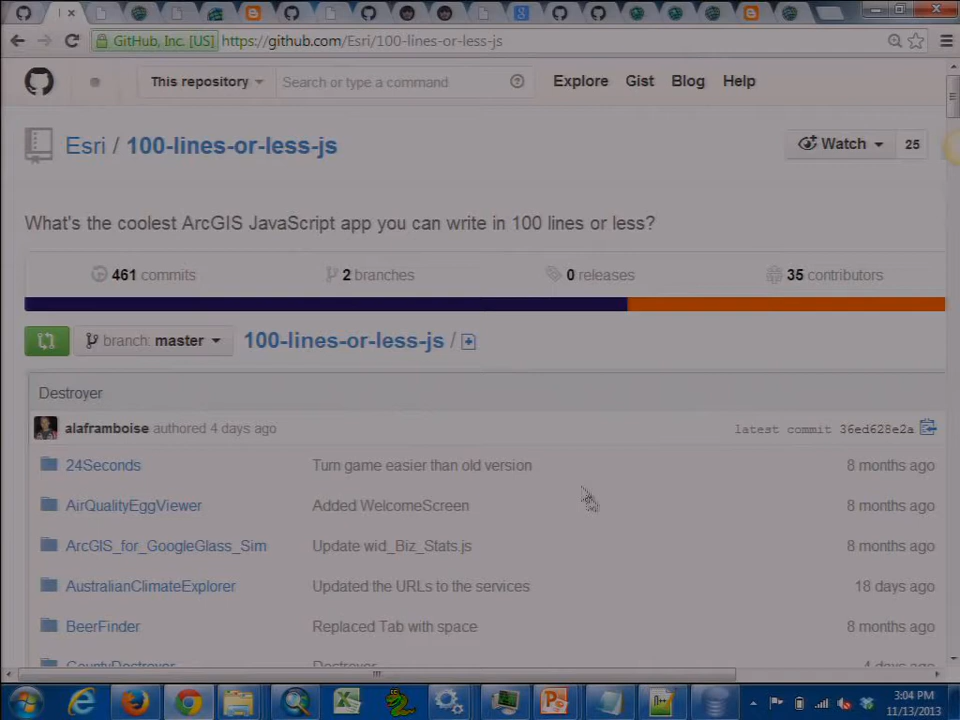 GitHub, Inc. [US] https://github.com/Esri/100-lines-or-less-js
This repository Search or type a command Explore Gist Blog Help
Esri / 100-lines-or-less-js Watch 25
What's the coolest ArcGIS JavaScript app you can write in 100 lines or less?
461 commits 2 branches 0 releases 35 contributors
branch: master 100-lines-or-less-js /
Destroyer
alaframboise authored 4 days ago latest commit 36ed628e2a
24Seconds Turn game easier than old version 8 months ago
AirQualityEggViewer Added WelcomeScreen 8 months ago
ArcGIS_for_GoogleGlass_Sim Update wid_Biz_Stats.js 8 months ago
AustralianClimateExplorer Updated the URLs to the services 18 days ago
BeerFinder Replaced Tab with space 8 months ago
CountyDestroyer Destroyer 4 days ago
3:04 PM
11/13/2013